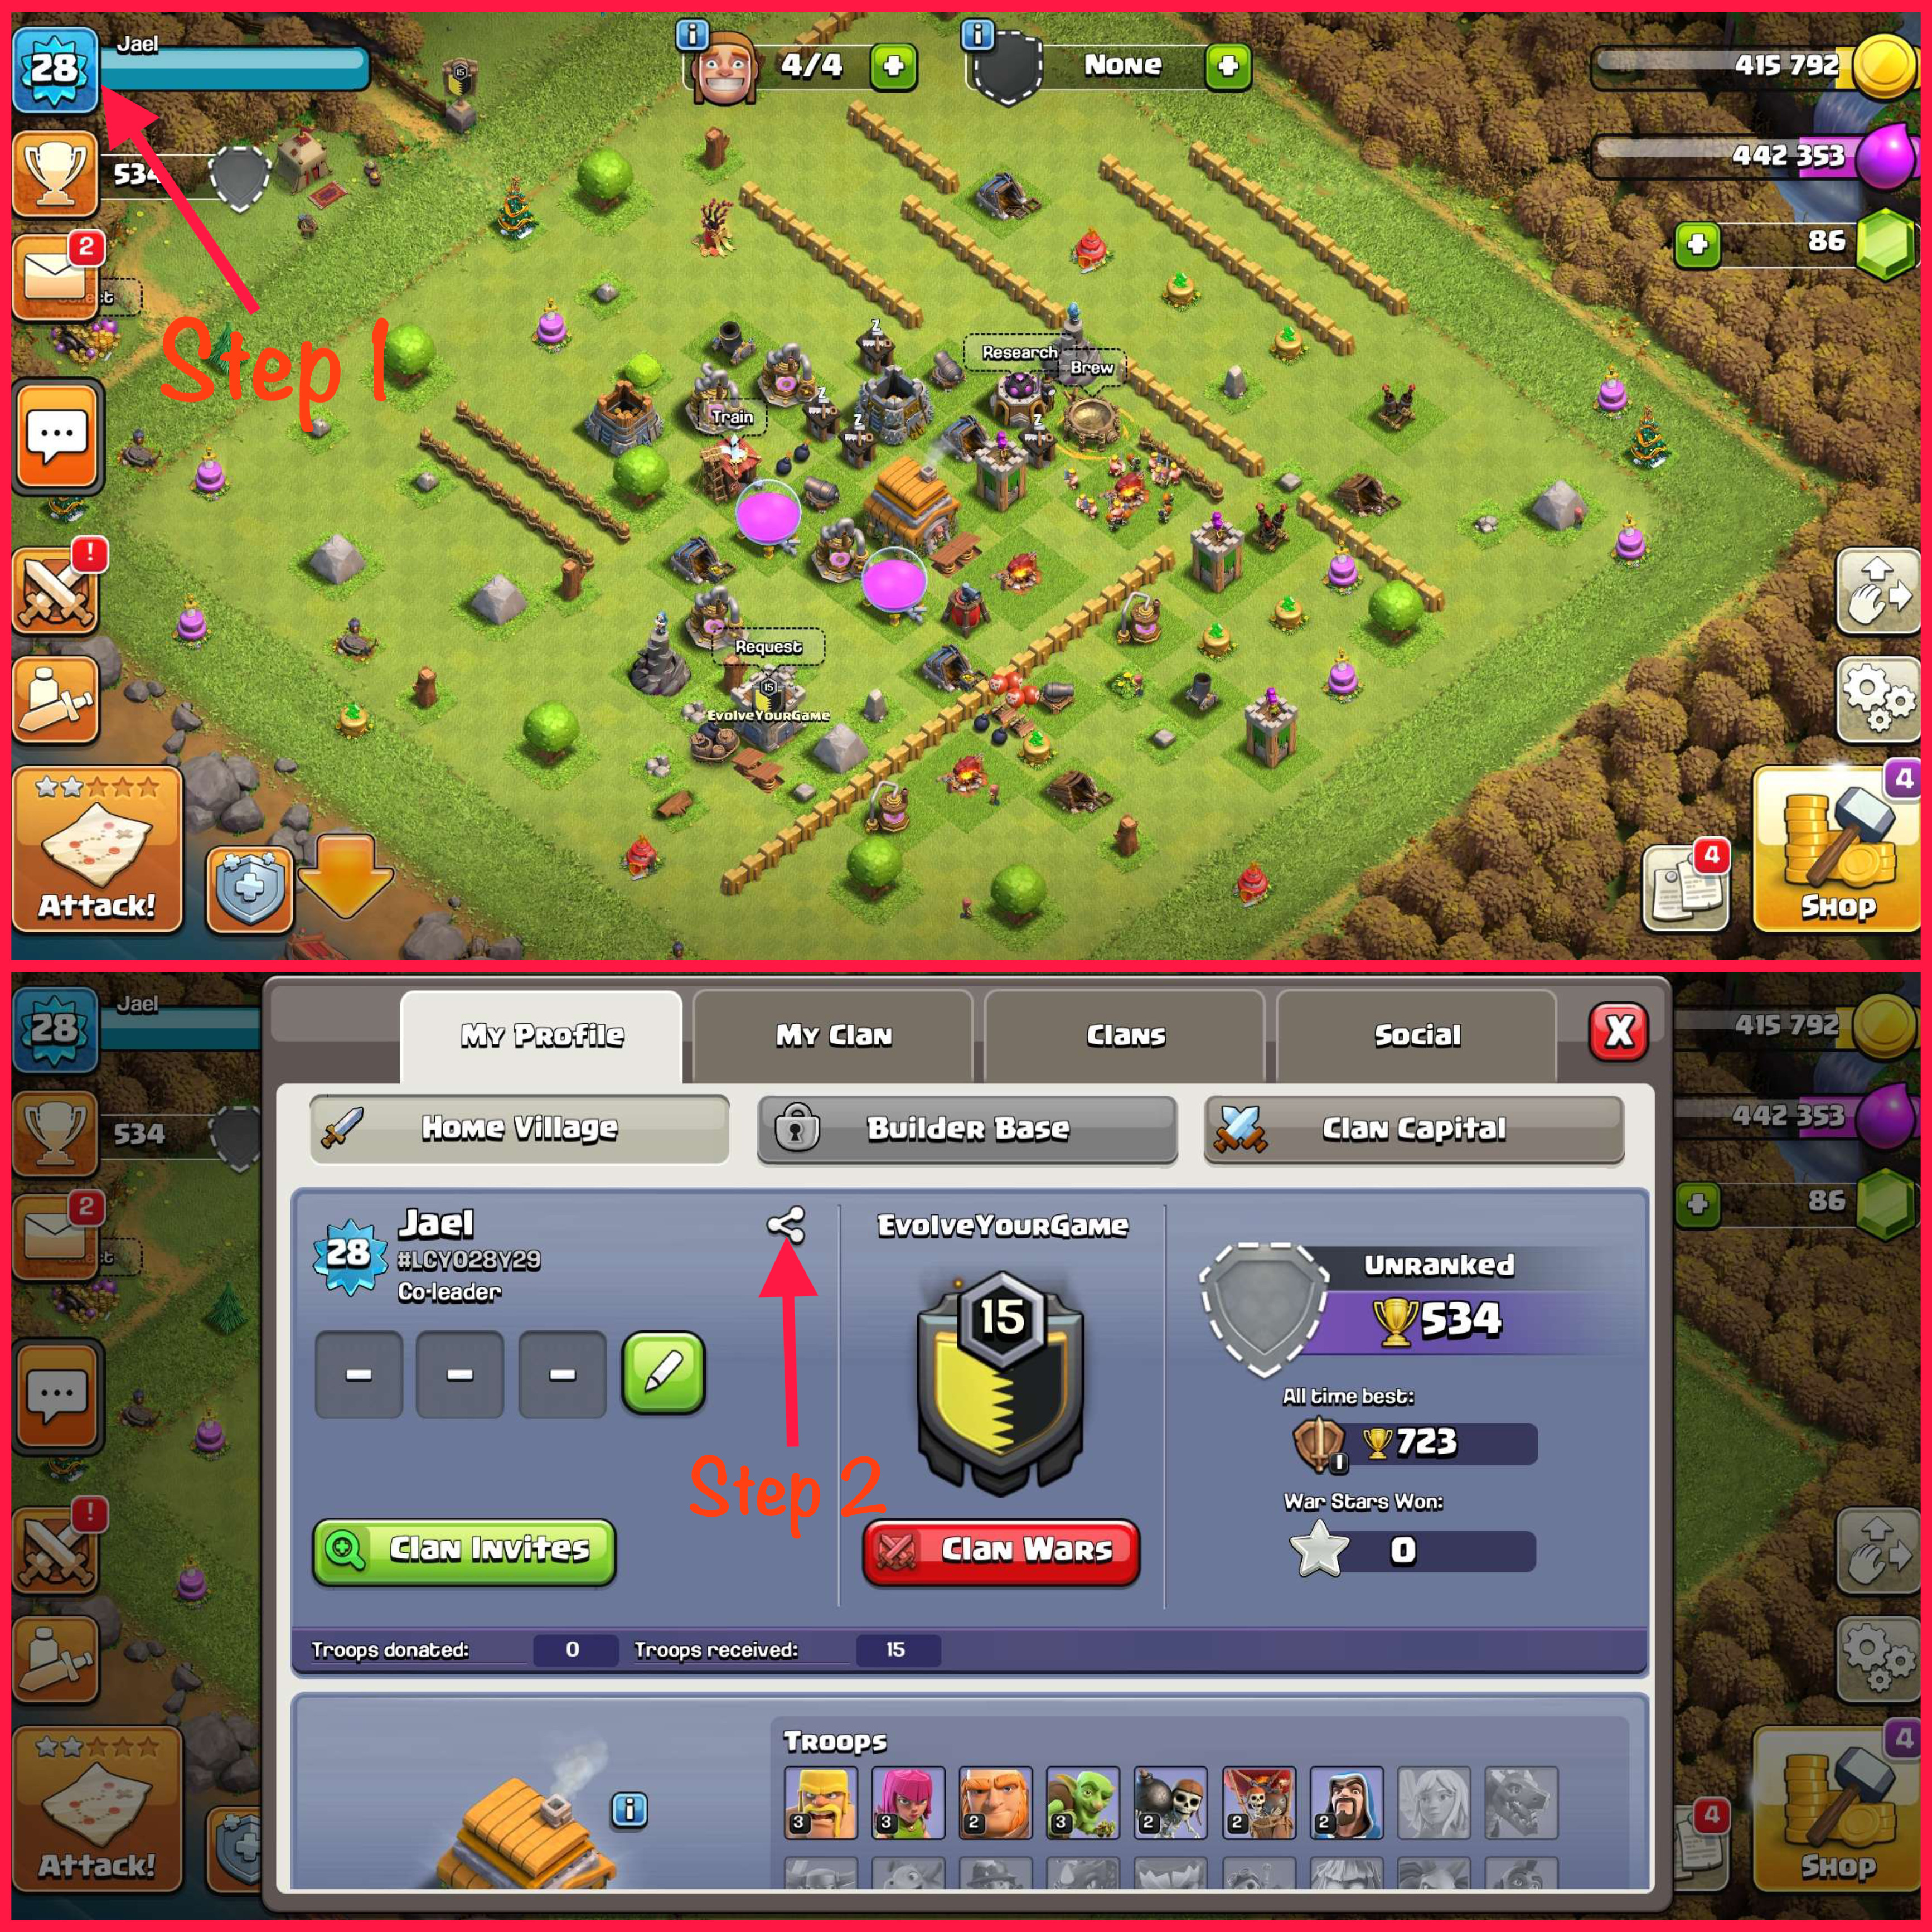 28
Jael
4/4
None
415 792
534
442 353
2
86
Step 1
Research
Brew
Train
z
z
z
z
!
Request
15
EvolveYourGame
Attack!
4
4
Shop
28
Jael
My Profile
My Clan
Clans
Social
X
415 792
Home Village
Builder Base
Clan Capital
534
442 353
2
86
28
Jael
#LCYO28Y29
Co-leader
EvolveYourGame
15
Unranked
534
All time best:
723
Step 2
War Stars Won:
0
!
Clan Invites
Clan Wars
Troops donated: 0 Troops received: 15
Troops
3
3
2
3
2
2
2
Attack!
4
4
Shop